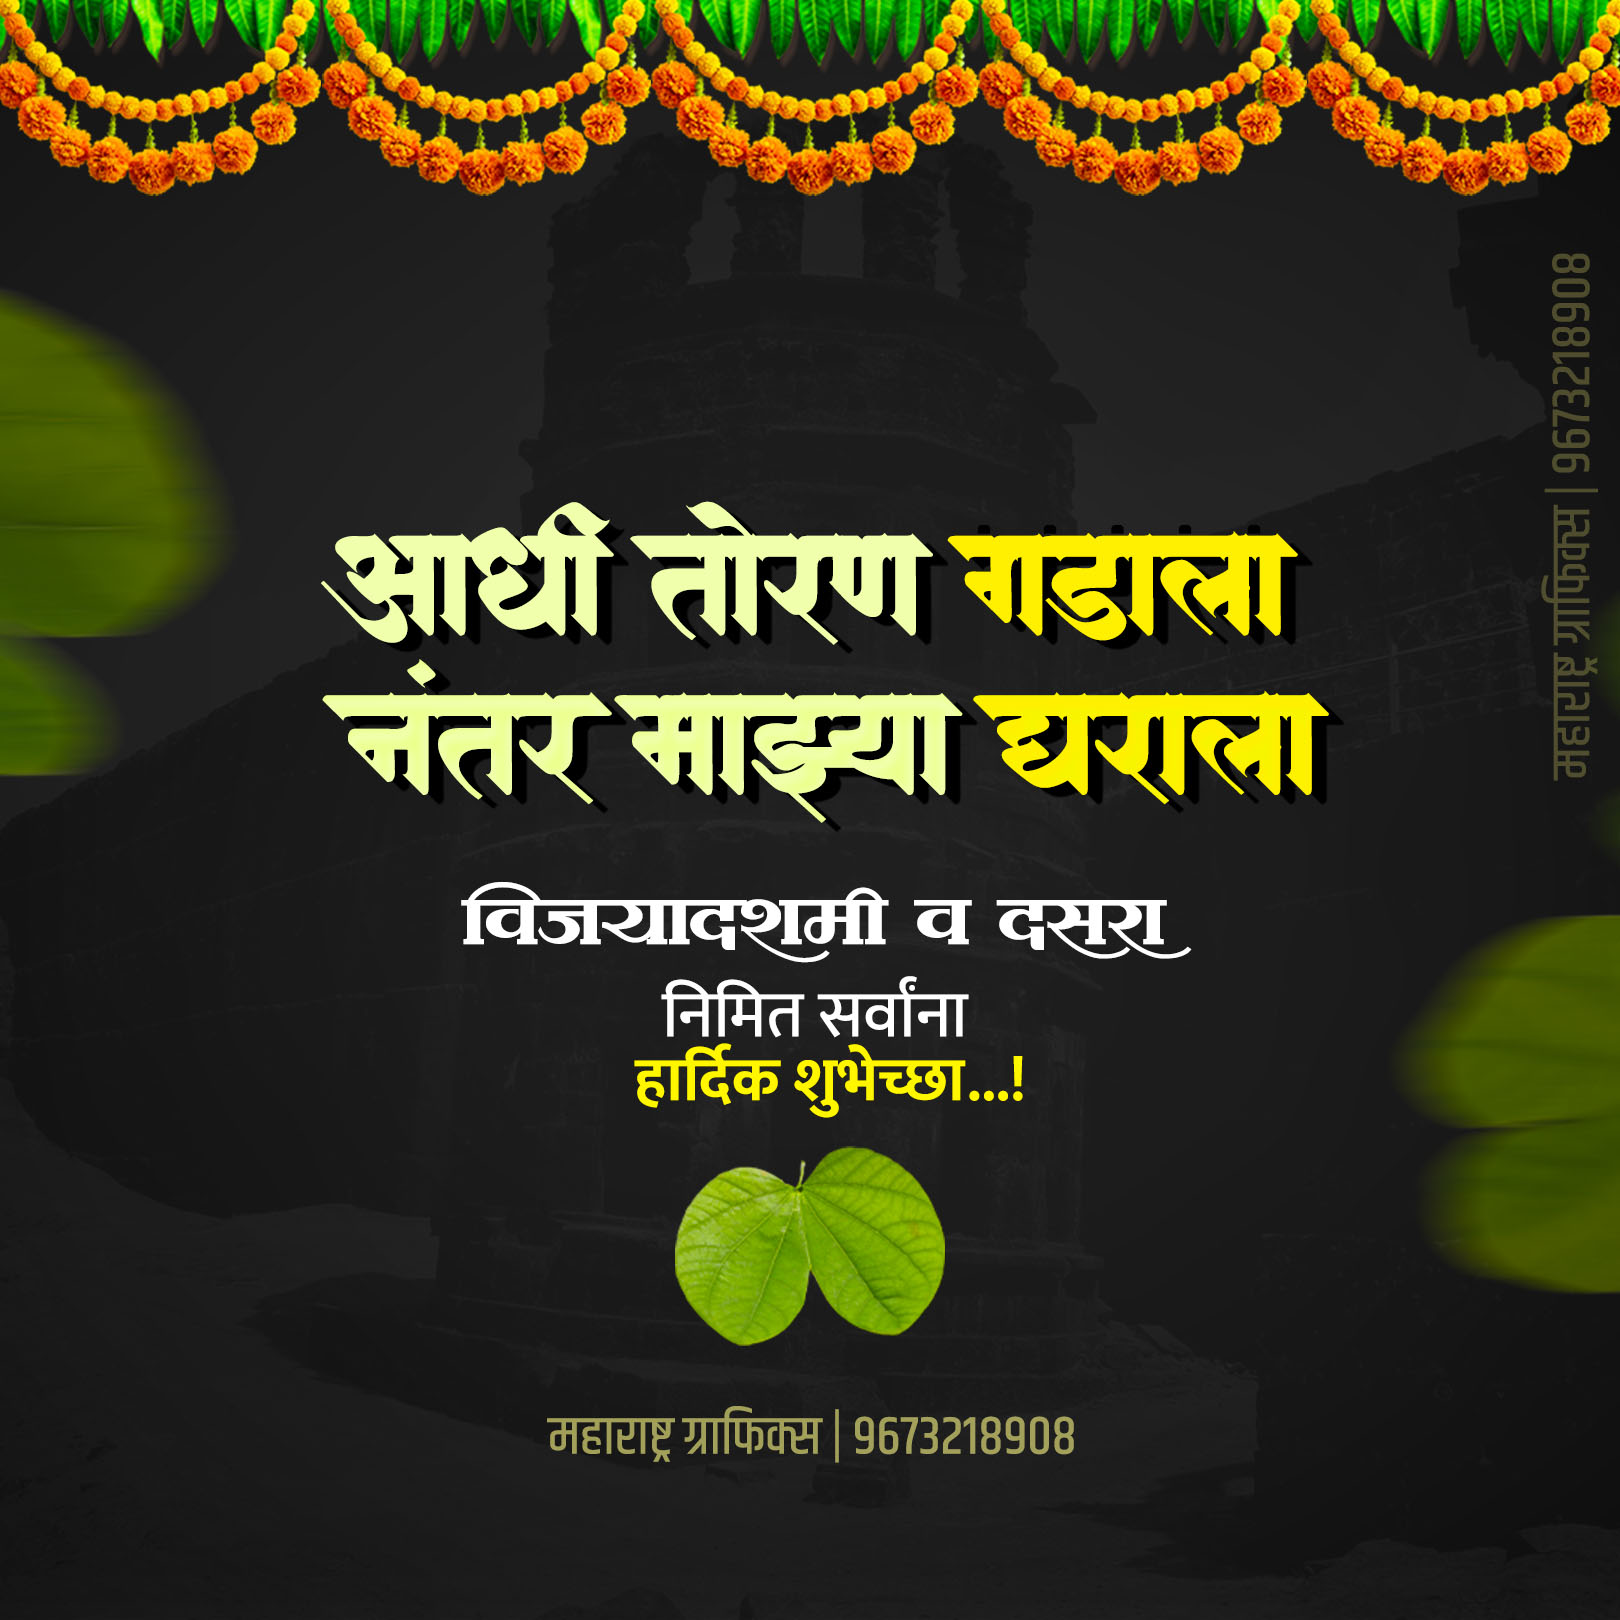 आधी तोरण गडाला
नंतर माझ्या घराला
विजयादशमी व दसरा
निमित सर्वांना
हार्दिक शुभेच्छा...!
महाराष्ट्र ग्राफिक्स | 9673218908
महाराष्ट्र ग्राफिक्स | 9673218908